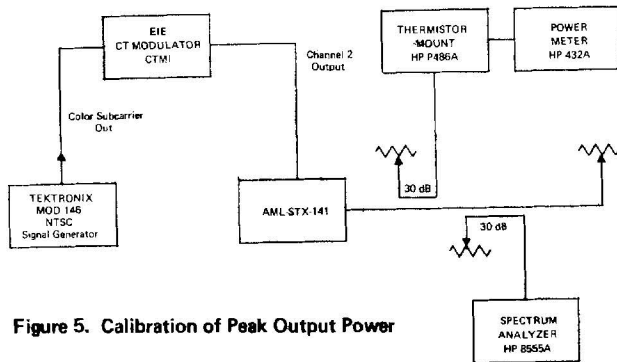 EIE
CT MODULATOR
CTMI
THERMISTOR
-MOUNT
HP P486A
POWER
METER
HP 432A
Channel 2
Output
Color Subcarrier
Out
30 dB
TEKTRONIX
MOD 146
NTSC
Signal Generator
AML-STX-141
30 dB
SPECTRUM
ANALYZER
HP 8555A
Figure 5. Calibration of Peak Output Power